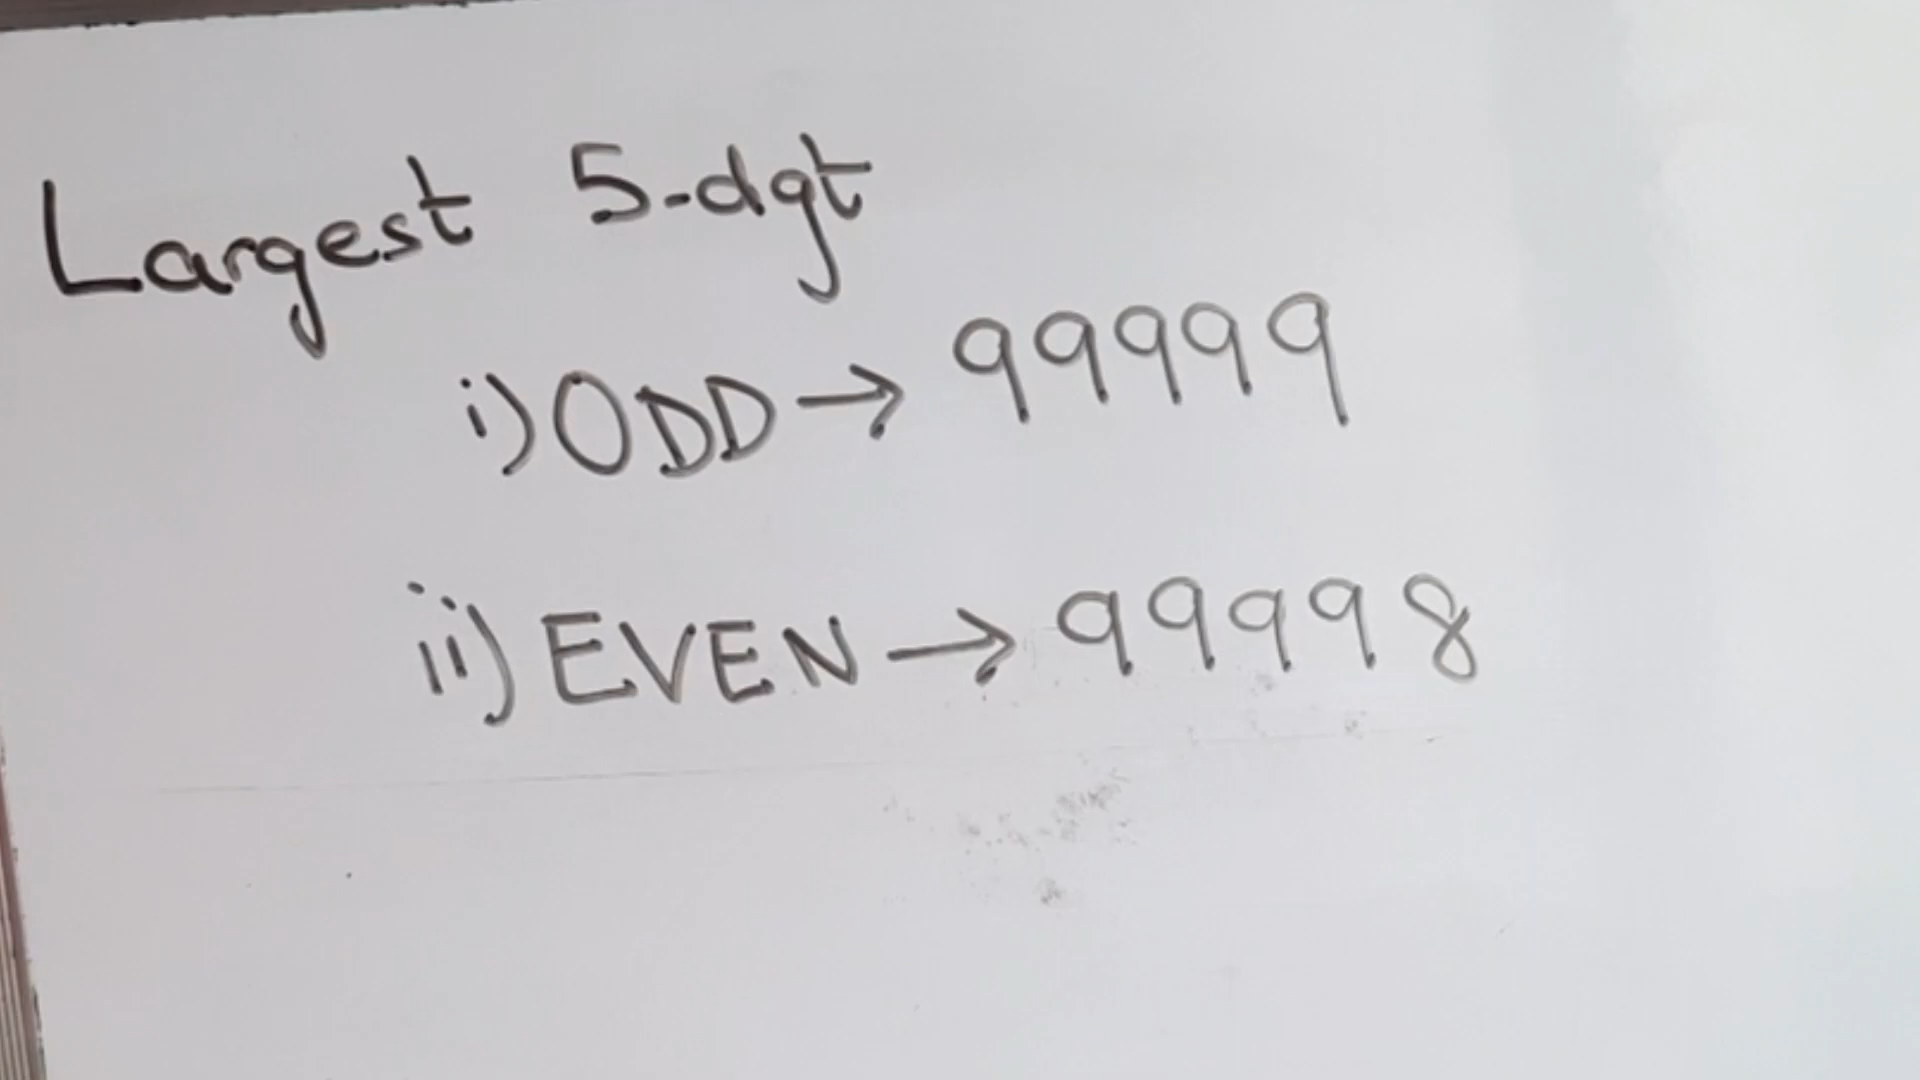 Largest 5-dgt
i) ODD → 99999
ii) EVEN → 99998